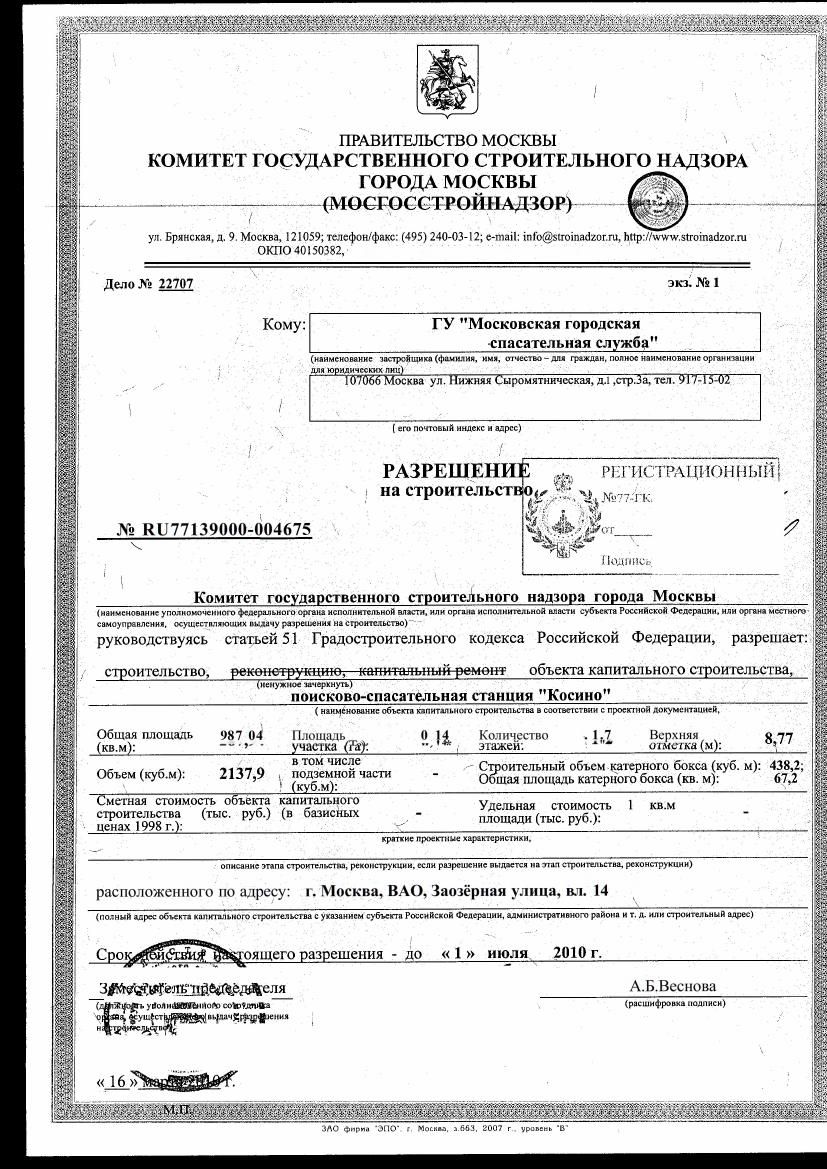 ПРАВИТЕЛЬСТВО МОСКВЫ
КОМИТЕТ ГОСУДАРСТВЕННОГО СТРОИТЕЛЬНОГО НАДЗОРА
ГОРОДА МОСКВЫ
(МОСГОССТРОЙНАДЗОР)
ул. Брянская, д. 9. Москва, 121059; телефон/факс: (495) 240-03-12; e-mail: info@stroinadzor.ru, http://www.stroinadzor.ru
ОКПО 40150382,
Дело № 22707 экз. № 1
Кому: ГУ "Московская городская
спасательная служба"
(наименование застройщика (фамилия, имя, отчество – для граждан, полное наименование организации
для юридических лиц)
107066 Москва ул. Нижняя Сыромятническая, д.1 ,стр.3а, тел. 917-15-02
( его почтовый индекс и адрес)
РАЗРЕШЕНИЕ
на строительство
РЕГИСТРАЦИОННЫЙ
№77-ГК
от
Подпись
№ RU77139000-004675
Комитет государственного строительного надзора города Москвы
(наименование уполномоченного федерального органа исполнительной власти, или органа исполнительной власти субъекта Российской Федерации, или органа местного
самоуправления, осуществляющих выдачу разрешения на строительство)
руководствуясь статьей 51 Градостроительного кодекса Российской Федерации, разрешает:
строительство, реконструкцию, капитальный ремонт объекта капитального строительства,
(ненужное зачеркнуть)
поисково-спасательная станция "Косино"
( наименование объекта капитального строительства в соответствии с проектной документацией,
Общая площадь (кв.м): 987 04 Площадь участка (га): 0 14 Количество этажей: 1,7 Верхняя отметка (м): 8,77
Объем (куб.м): 2137,9 в том числе подземной части (куб.м): - Строительный объем катерного бокса (куб. м): 438,2;
Общая площадь катерного бокса (кв. м): 67,2
Сметная стоимость объекта капитального
строительства (тыс. руб.) (в базисных
ценах 1998 г.): -
Удельная стоимость 1 кв.м
площади (тыс. руб.): -
краткие проектные характеристики,
описание этапа строительства, реконструкции, если разрешение выдается на этап строительства, реконструкции)
расположенного по адресу: г. Москва, ВАО, Заозёрная улица, вл. 14
(полный адрес объекта капитального строительства с указанием субъекта Российской Федерации, административного района и т. д. или строительный адрес)
Срок действия настоящего разрешения - до « 1 » июля 2010 г.
Заместитель председателя А.Б.Веснова
(должность уполномоченного сотрудника (расшифровка подписи)
органа, осуществляющего выдачу разрешения
на строительство)
« 16 » марта 2010 г.
М.П.
ЗАО фирма "ЭПО". г. Москва, з.663, 2007 г., уровень "В"